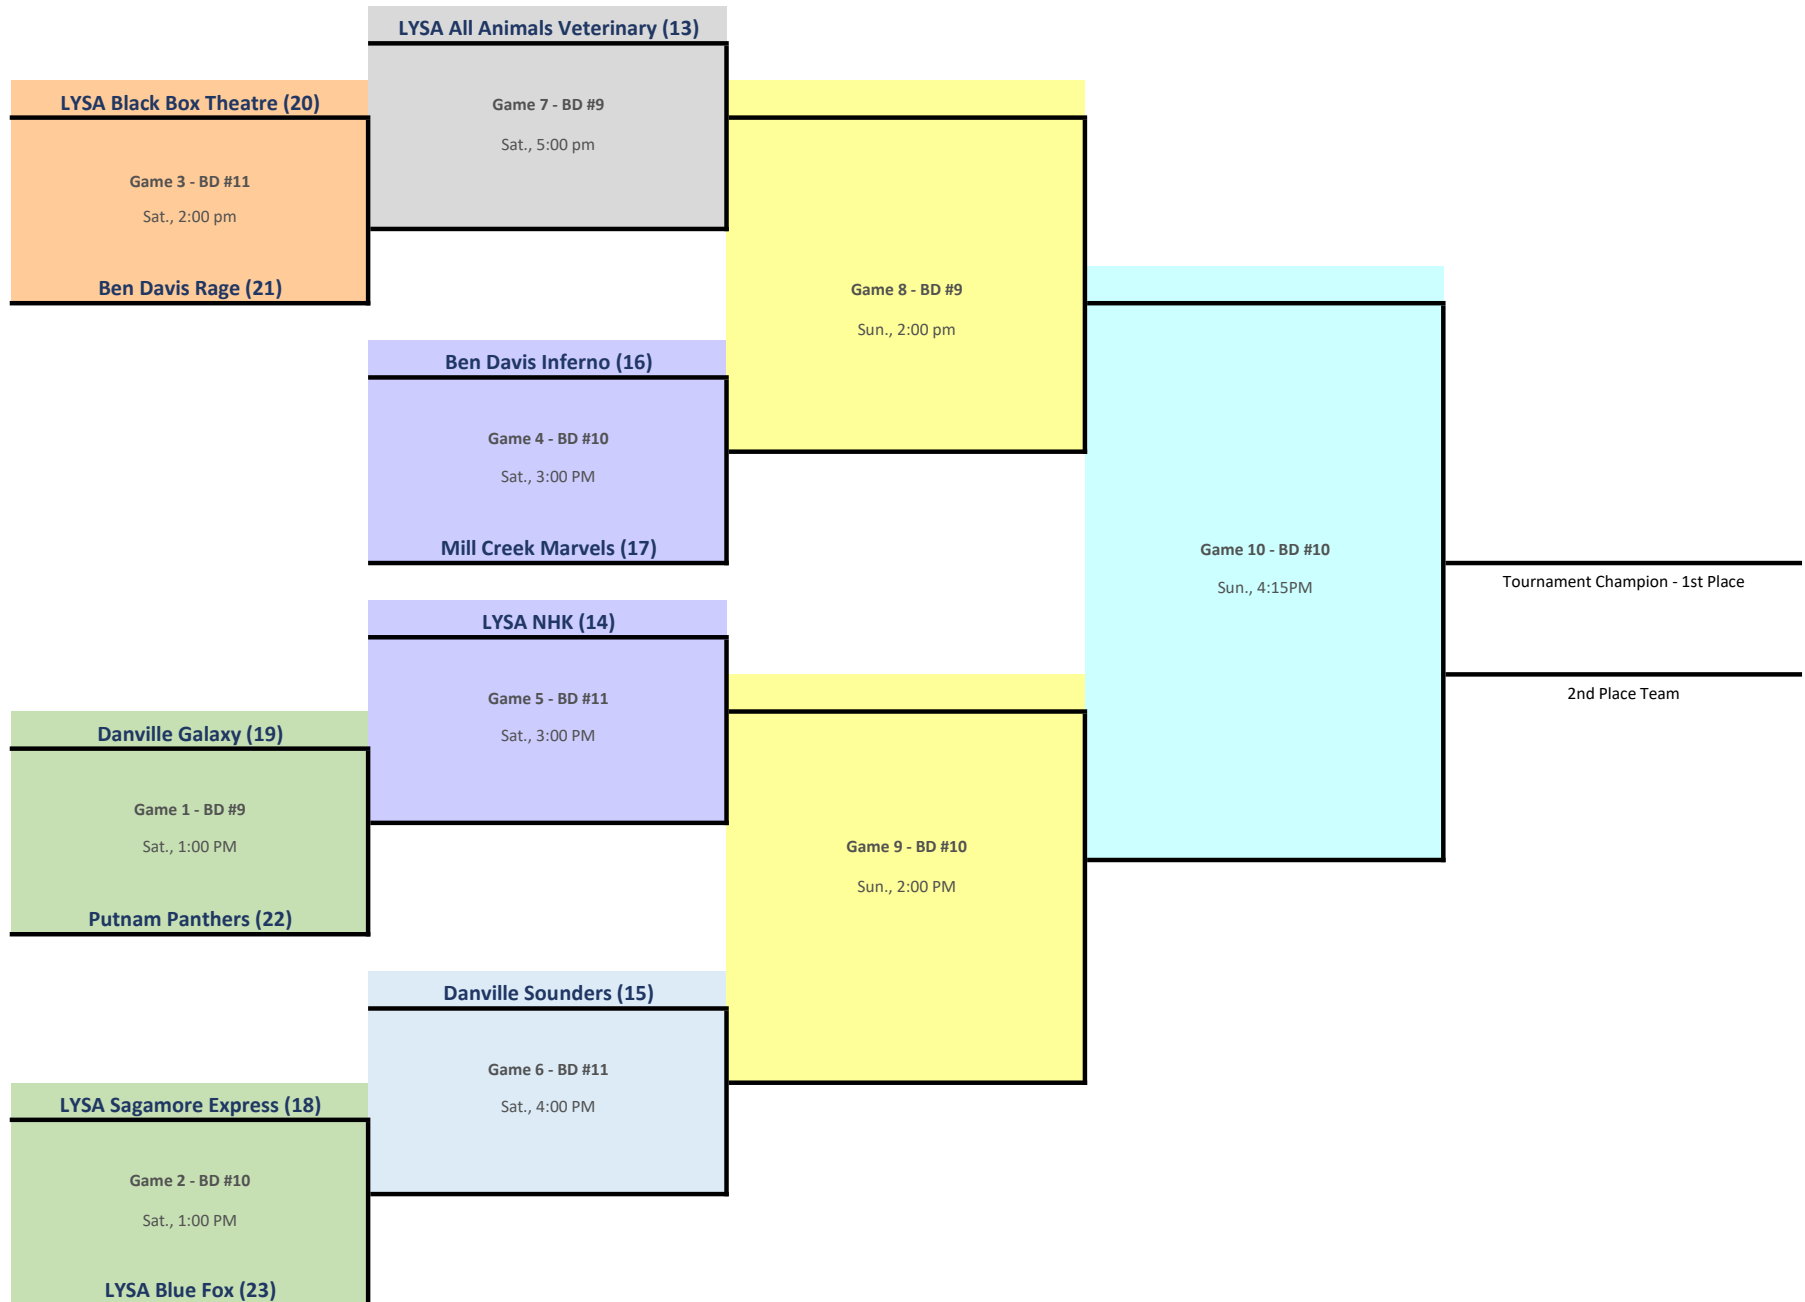 LYSA All Animals Veterinary (13)
LYSA Black Box Theatre (20)
Game 7 - BD #9
Sat., 5:00 pm
Game 3 - BD #11
Sat., 2:00 pm
Ben Davis Rage (21)
Game 8 - BD #9
Sun., 2:00 pm
Ben Davis Inferno (16)
Game 4 - BD #10
Sat., 3:00 PM
Mill Creek Marvels (17)
Game 10 - BD #10
Sun., 4:15PM
Tournament Champion - 1st Place
LYSA NHK (14)
Game 5 - BD #11
Sat., 3:00 PM
2nd Place Team
Danville Galaxy (19)
Game 1 - BD #9
Sat., 1:00 PM
Game 9 - BD #10
Sun., 2:00 PM
Putnam Panthers (22)
Danville Sounders (15)
Game 6 - BD #11
Sat., 4:00 PM
LYSA Sagamore Express (18)
Game 2 - BD #10
Sat., 1:00 PM
LYSA Blue Fox (23)